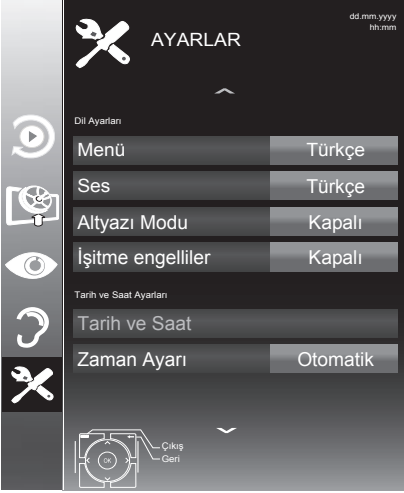 AYARLAR
dd.mm.yyyy
hh:mm
Dil Ayarları
Menü Türkçe
Ses Türkçe
Altyazı Modu Kapalı
İşitme engelliler Kapalı
Tarih ve Saat Ayarları
Tarih ve Saat
Zaman Ayarı Otomatik
Çıkış
Geri
OK